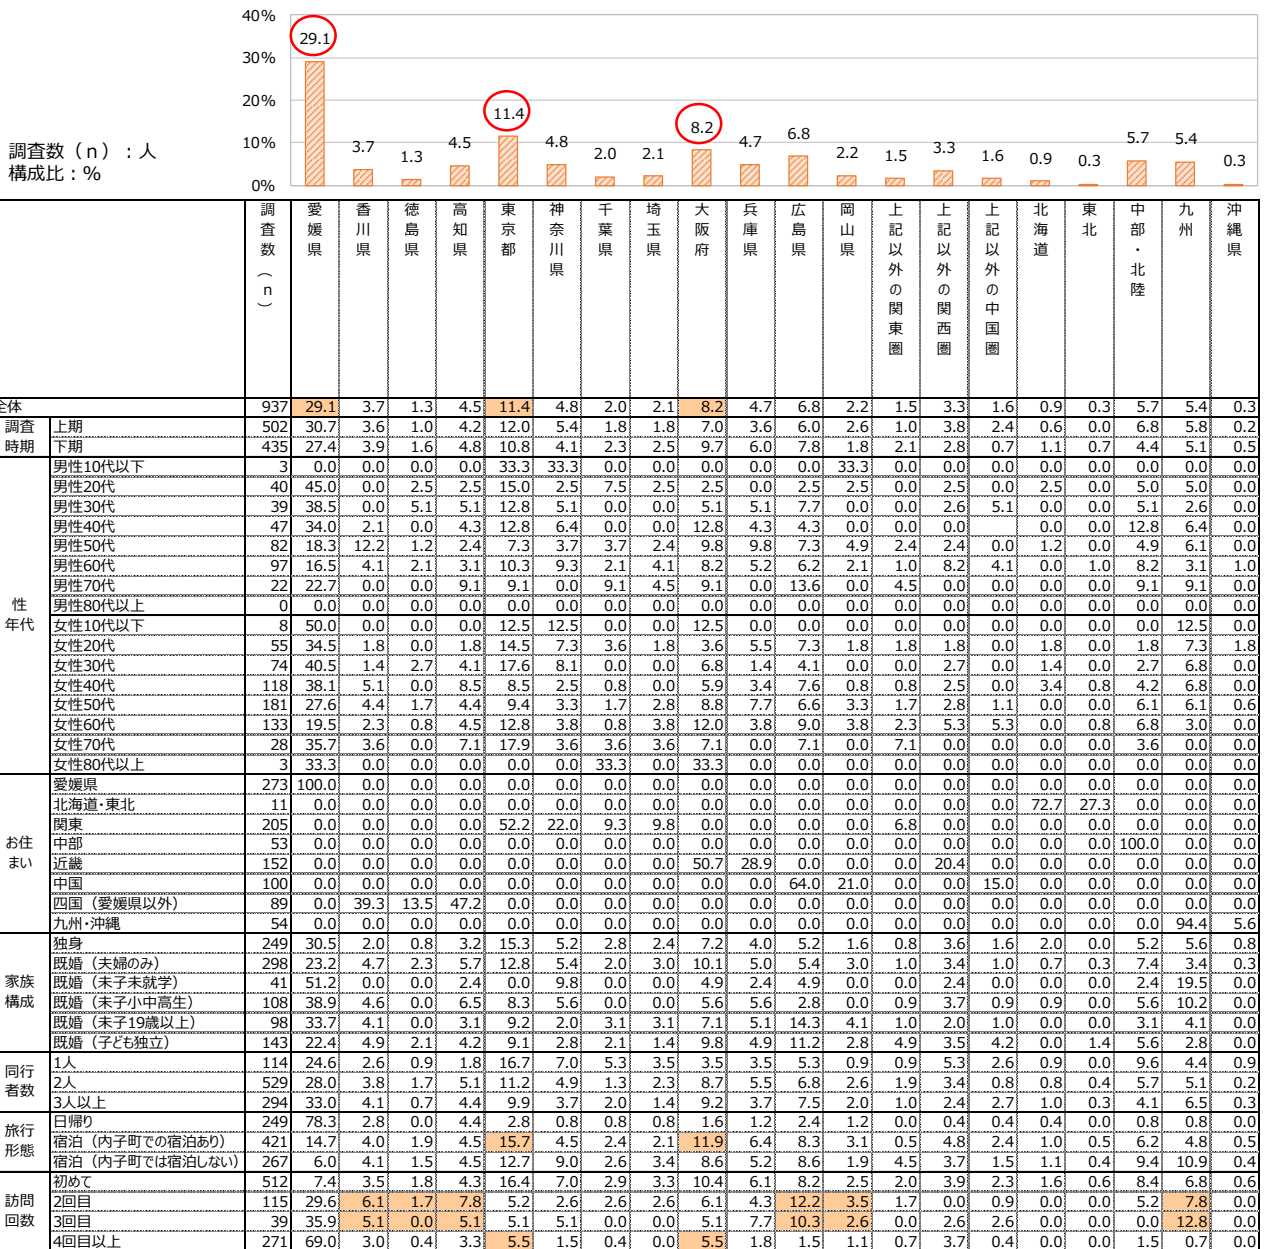 40%
30%
20%
10%
0%
29.1 3.7 1.3 4.5 11.4 4.8 2.0 2.1 8.2 4.7 6.8 2.2 1.5 3.3 1.6 0.9 0.3 5.7 5.4 0.3
調査数（ｎ）：人
構成比：％
調査数（ｎ） 愛媛県 香川県 徳島県 高知県 東京都 神奈川県 千葉県 埼玉県 大阪府 兵庫県 広島県 岡山県 上記以外の関東圏 上記以外の関西圏 上記以外の中国圏 北海道 東北 中部・北陸 九州 沖縄県
全体 937 29.1 3.7 1.3 4.5 11.4 4.8 2.0 2.1 8.2 4.7 6.8 2.2 1.5 3.3 1.6 0.9 0.3 5.7 5.4 0.3
調査時期
上期 502 30.7 3.6 1.0 4.2 12.0 5.4 1.8 1.8 7.0 3.6 6.0 2.6 1.0 3.8 2.4 0.6 0.0 6.8 5.8 0.2
下期 435 27.4 3.9 1.6 4.8 10.8 4.1 2.3 2.5 9.7 6.0 7.8 1.8 2.1 2.8 0.7 1.1 0.7 4.4 5.1 0.5
性年代
男性10代以下 3 0.0 0.0 0.0 0.0 33.3 33.3 0.0 0.0 0.0 0.0 0.0 33.3 0.0 0.0 0.0 0.0 0.0 0.0 0.0 0.0
男性20代 40 45.0 0.0 2.5 2.5 15.0 2.5 7.5 2.5 2.5 0.0 2.5 2.5 0.0 2.5 0.0 2.5 0.0 5.0 5.0 0.0
男性30代 39 38.5 0.0 5.1 5.1 12.8 5.1 0.0 0.0 5.1 5.1 7.7 0.0 0.0 2.6 5.1 0.0 0.0 5.1 2.6 0.0
男性40代 47 34.0 2.1 0.0 4.3 12.8 6.4 0.0 0.0 12.8 4.3 4.3 0.0 0.0 0.0 0.0 0.0 12.8 6.4 0.0
男性50代 82 18.3 12.2 1.2 2.4 7.3 3.7 3.7 2.4 9.8 9.8 7.3 4.9 2.4 2.4 0.0 1.2 0.0 4.9 6.1 0.0
男性60代 97 16.5 4.1 2.1 3.1 10.3 9.3 2.1 4.1 8.2 5.2 6.2 2.1 1.0 8.2 4.1 0.0 1.0 8.2 3.1 1.0
男性70代 22 22.7 0.0 0.0 9.1 9.1 0.0 9.1 4.5 9.1 0.0 13.6 0.0 4.5 0.0 0.0 0.0 0.0 9.1 9.1 0.0
男性80代以上 0 0.0 0.0 0.0 0.0 0.0 0.0 0.0 0.0 0.0 0.0 0.0 0.0 0.0 0.0 0.0 0.0 0.0 0.0 0.0 0.0
女性10代以下 8 50.0 0.0 0.0 0.0 12.5 12.5 0.0 0.0 12.5 0.0 0.0 0.0 0.0 0.0 0.0 0.0 0.0 0.0 12.5 0.0
女性20代 55 34.5 1.8 0.0 1.8 14.5 7.3 3.6 1.8 3.6 5.5 7.3 1.8 1.8 1.8 0.0 1.8 0.0 1.8 7.3 1.8
女性30代 74 40.5 1.4 2.7 4.1 17.6 8.1 0.0 0.0 6.8 1.4 4.1 0.0 0.0 2.7 0.0 1.4 0.0 2.7 6.8 0.0
女性40代 118 38.1 5.1 0.0 8.5 8.5 2.5 0.8 0.0 5.9 3.4 7.6 0.8 0.8 2.5 0.0 3.4 0.8 4.2 6.8 0.0
女性50代 181 27.6 4.4 1.7 4.4 9.4 3.3 1.7 2.8 8.8 7.7 6.6 3.3 1.7 2.8 1.1 0.0 0.0 6.1 6.1 0.6
女性60代 133 19.5 2.3 0.8 4.5 12.8 3.8 0.8 3.8 12.0 3.8 9.0 3.8 2.3 5.3 5.3 0.0 0.8 6.8 3.0 0.0
女性70代 28 35.7 3.6 0.0 7.1 17.9 3.6 3.6 3.6 7.1 0.0 7.1 0.0 7.1 0.0 0.0 0.0 0.0 3.6 0.0 0.0
女性80代以上 3 33.3 0.0 0.0 0.0 0.0 0.0 33.3 0.0 33.3 0.0 0.0 0.0 0.0 0.0 0.0 0.0 0.0 0.0 0.0 0.0
お住まい
愛媛県 273 100.0 0.0 0.0 0.0 0.0 0.0 0.0 0.0 0.0 0.0 0.0 0.0 0.0 0.0 0.0 0.0 0.0 0.0 0.0 0.0
北海道・東北 11 0.0 0.0 0.0 0.0 0.0 0.0 0.0 0.0 0.0 0.0 0.0 0.0 0.0 0.0 0.0 72.7 27.3 0.0 0.0 0.0
関東 205 0.0 0.0 0.0 0.0 52.2 22.0 9.3 9.8 0.0 0.0 0.0 0.0 6.8 0.0 0.0 0.0 0.0 0.0 0.0 0.0
中部 53 0.0 0.0 0.0 0.0 0.0 0.0 0.0 0.0 0.0 0.0 0.0 0.0 0.0 0.0 0.0 0.0 0.0 100.0 0.0 0.0
近畿 152 0.0 0.0 0.0 0.0 0.0 0.0 0.0 0.0 50.7 28.9 0.0 0.0 0.0 20.4 0.0 0.0 0.0 0.0 0.0 0.0
中国 100 0.0 0.0 0.0 0.0 0.0 0.0 0.0 0.0 0.0 0.0 64.0 21.0 0.0 0.0 15.0 0.0 0.0 0.0 0.0 0.0
四国（愛媛県以外） 89 0.0 39.3 13.5 47.2 0.0 0.0 0.0 0.0 0.0 0.0 0.0 0.0 0.0 0.0 0.0 0.0 0.0 0.0 0.0 0.0
九州・沖縄 54 0.0 0.0 0.0 0.0 0.0 0.0 0.0 0.0 0.0 0.0 0.0 0.0 0.0 0.0 0.0 0.0 0.0 0.0 94.4 5.6
家族構成
独身 249 30.5 2.0 0.8 3.2 15.3 5.2 2.8 2.4 7.2 4.0 5.2 1.6 0.8 3.6 1.6 2.0 0.0 5.2 5.6 0.8
既婚（夫婦のみ） 298 23.2 4.7 2.3 5.7 12.8 5.4 2.0 3.0 10.1 5.0 5.4 3.0 1.0 3.4 1.0 0.7 0.3 7.4 3.4 0.3
既婚（末子未就学） 41 51.2 0.0 0.0 2.4 0.0 9.8 0.0 0.0 4.9 2.4 4.9 0.0 0.0 2.4 0.0 0.0 0.0 2.4 19.5 0.0
既婚（末子小中高生） 108 38.9 4.6 0.0 6.5 8.3 5.6 0.0 0.0 5.6 5.6 2.8 0.0 0.9 3.7 0.9 0.9 0.0 5.6 10.2 0.0
既婚（末子19歳以上） 98 33.7 4.1 0.0 3.1 9.2 2.0 3.1 3.1 7.1 5.1 14.3 4.1 1.0 2.0 1.0 0.0 0.0 3.1 4.1 0.0
既婚（子ども独立） 143 22.4 4.9 2.1 4.2 9.1 2.8 2.1 1.4 9.8 4.9 11.2 2.8 4.9 3.5 4.2 0.0 1.4 5.6 2.8 0.0
同行者数
1人 114 24.6 2.6 0.9 1.8 16.7 7.0 5.3 3.5 3.5 3.5 5.3 0.9 0.9 5.3 2.6 0.9 0.0 9.6 4.4 0.9
2人 529 28.0 3.8 1.7 5.1 11.2 4.9 1.3 2.3 8.7 5.5 6.8 2.6 1.9 3.4 0.8 0.8 0.4 5.7 5.1 0.2
3人以上 294 33.0 4.1 0.7 4.4 9.9 3.7 2.0 1.4 9.2 3.7 7.5 2.0 1.0 2.4 2.7 1.0 0.3 4.1 6.5 0.3
旅行形態
日帰り 249 78.3 2.8 0.0 4.4 2.8 0.8 0.8 0.8 1.6 1.2 2.4 1.2 0.0 0.4 0.4 0.4 0.0 0.8 0.8 0.0
宿泊（内子町での宿泊あり） 421 14.7 4.0 1.9 4.5 15.7 4.5 2.4 2.1 11.9 6.4 8.3 3.1 0.5 4.8 2.4 1.0 0.5 6.2 4.8 0.5
宿泊（内子町では宿泊しない） 267 6.0 4.1 1.5 4.5 12.7 9.0 2.6 3.4 8.6 5.2 8.6 1.9 4.5 3.7 1.5 1.1 0.4 9.4 10.9 0.4
訪問回数
初めて 512 7.4 3.5 1.8 4.3 16.4 7.0 2.9 3.3 10.4 6.1 8.2 2.5 2.0 3.9 2.3 1.6 0.6 8.4 6.8 0.6
2回目 115 29.6 6.1 1.7 7.8 5.2 2.6 2.6 2.6 6.1 4.3 12.2 3.5 1.7 0.0 0.9 0.0 0.0 5.2 7.8 0.0
3回目 39 35.9 5.1 0.0 5.1 5.1 5.1 0.0 0.0 5.1 7.7 10.3 2.6 0.0 2.6 2.6 0.0 0.0 0.0 12.8 0.0
4回目以上 271 69.0 3.0 0.4 3.3 5.5 1.5 0.4 0.0 5.5 1.8 1.5 1.1 0.7 3.7 0.4 0.0 0.0 1.5 0.7 0.0